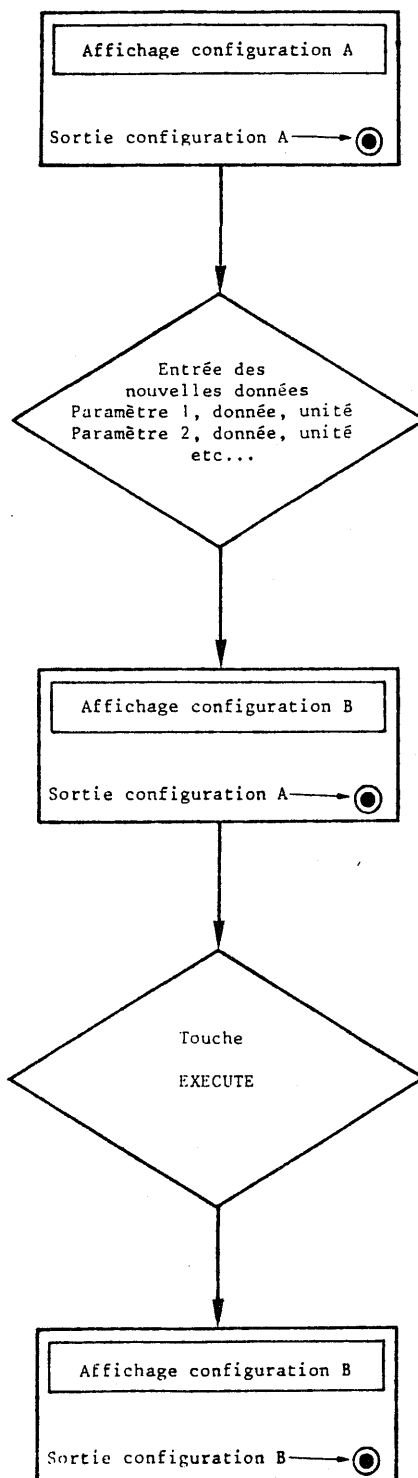 Affichage configuration A
Sortie configuration A
Entrée des
nouvelles données
Paramètre 1, donnée, unité
Paramètre 2, donnée, unité
etc...
Affichage configuration B
Sortie configuration A
Touche
EXECUTE
Affichage configuration B
Sortie configuration B